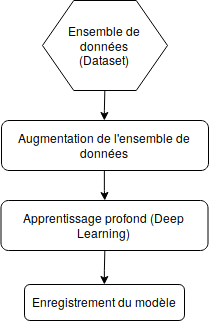 Ensemble de
données
(Dataset)
Augmentation de l'ensemble de
données
Apprentissage profond (Deep
Learning)
Enregistrement du modèle